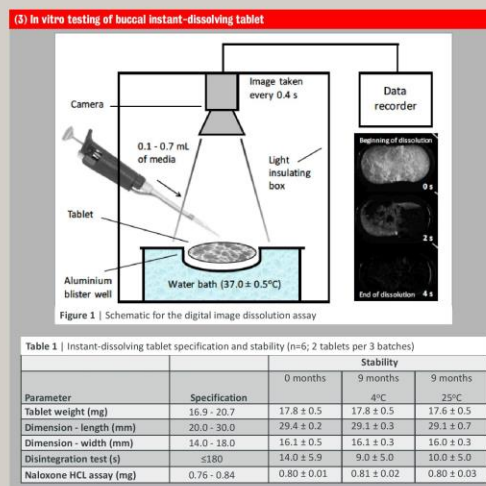 (3) In vitro testing of buccal instant-dissolving tablet
Camera
Image taken
every 0.4 s
Data
recorder
0.1 - 0.7 mL
of media
Light
insulating
box
Tablet
Aluminium
blister well
Water bath (37.0 ± 0.5°C)
Beginning of dissolution
0 s
2 s
End of dissolution 4 s
Figure 1 | Schematic for the digital image dissolution assay
Table 1 | Instant-dissolving tablet specification and stability (n=6; 2 tablets per 3 batches)
Stability
0 months 9 months 9 months
Parameter Specification 4°C 25°C
Tablet weight (mg) 16.9 - 20.7 17.8 ± 0.5 17.8 ± 0.5 17.6 ± 0.5
Dimension - length (mm) 20.0 - 30.0 29.4 ± 0.2 29.1 ± 0.3 29.1 ± 0.7
Dimension - width (mm) 14.0 - 18.0 16.1 ± 0.5 16.1 ± 0.3 16.0 ± 0.3
Disintegration test (s) ≤180 14.0 ± 5.9 9.0 ± 5.0 10.0 ± 5.0
Naloxone HCL assay (mg) 0.76 - 0.84 0.80 ± 0.01 0.81 ± 0.02 0.80 ± 0.03